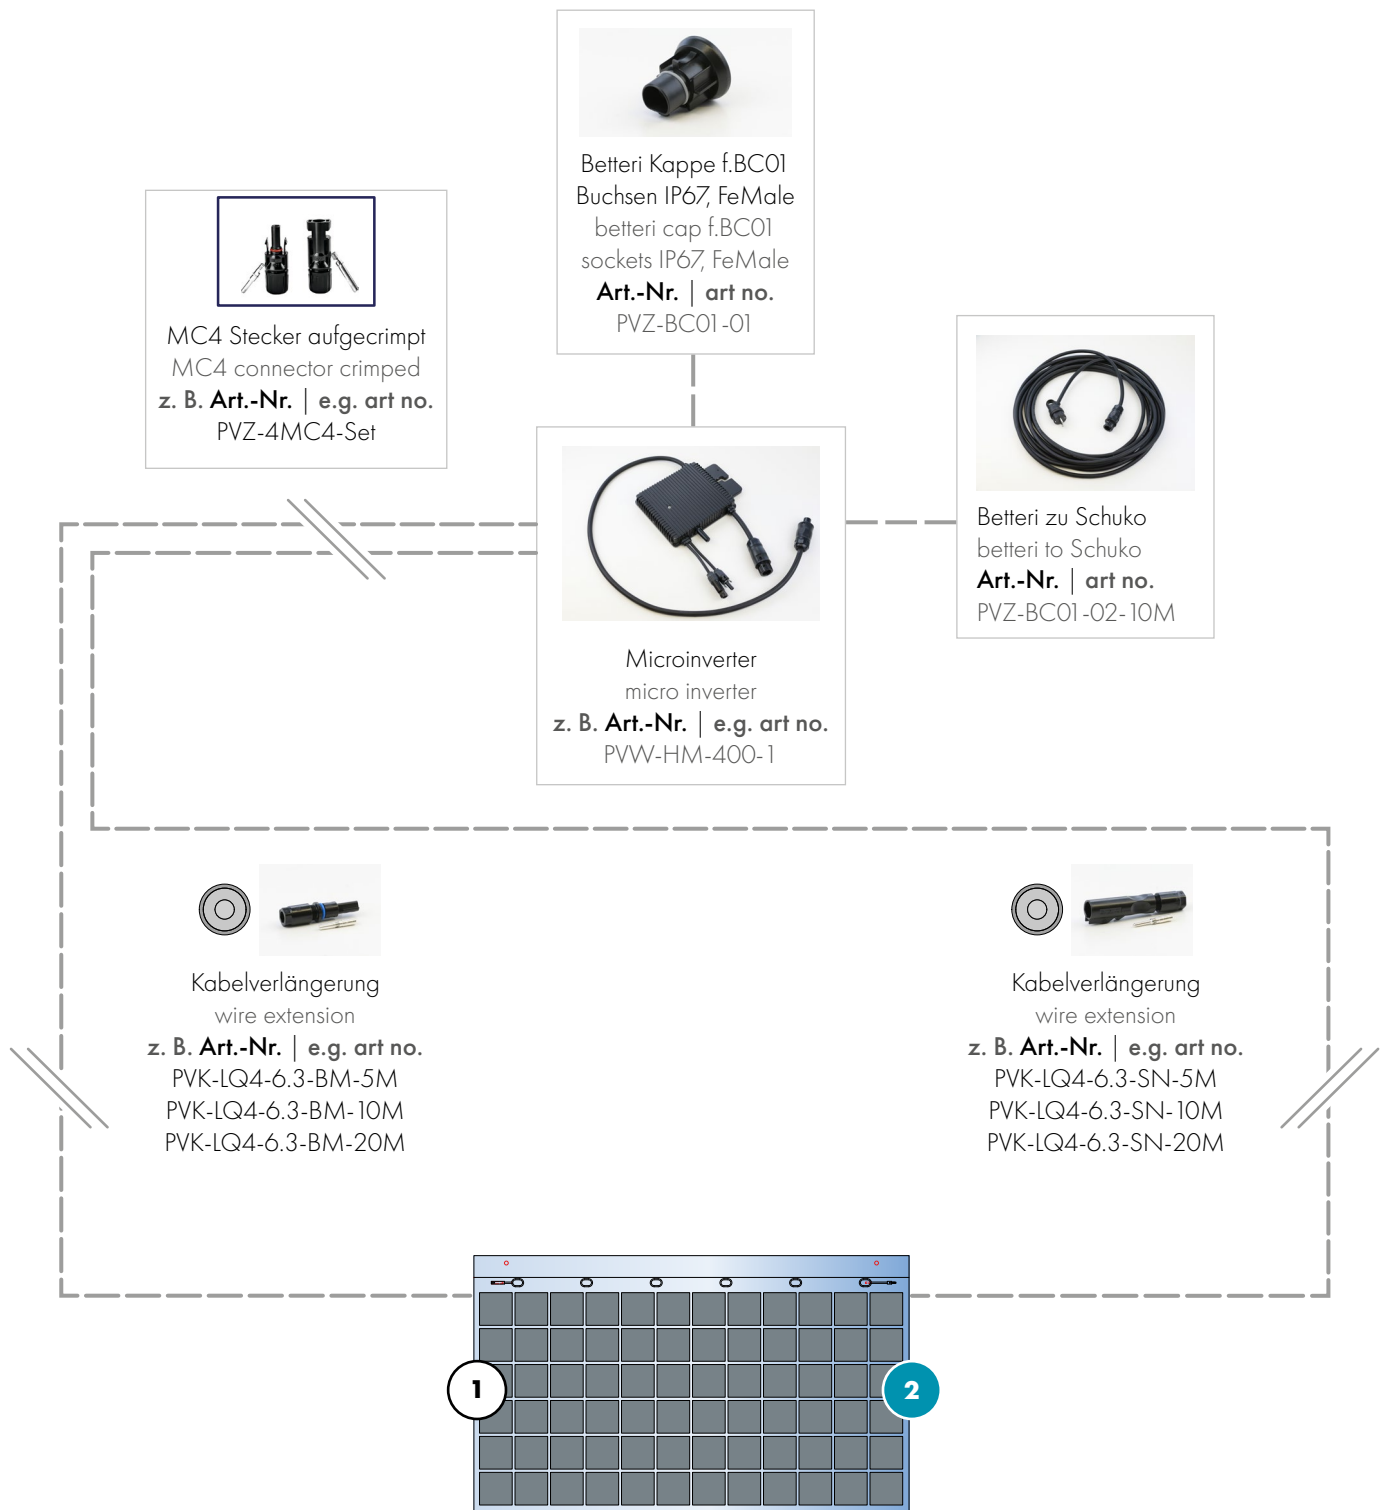 Betteri Kappe f.BC01
Buchsen IP67, FeMale
betteri cap f.BC01
sockets IP67, FeMale
Art.-Nr. | art no.
PVZ-BC01-01
MC4 Stecker aufgecrimpt
MC4 connector crimped
z. B. Art.-Nr. | e.g. art no.
PVZ-4MC4-Set
Betteri zu Schuko
betteri to Schuko
Art.-Nr. | art no.
PVZ-BC01-02-10M
Microinverter
micro inverter
z. B. Art.-Nr. | e.g. art no.
PVW-HM-400-1
Kabelverlängerung
wire extension
z. B. Art.-Nr. | e.g. art no.
PVK-LQ4-6.3-BM-5M
PVK-LQ4-6.3-BM-10M
PVK-LQ4-6.3-BM-20M
Kabelverlängerung
wire extension
z. B. Art.-Nr. | e.g. art no.
PVK-LQ4-6.3-SN-5M
PVK-LQ4-6.3-SN-10M
PVK-LQ4-6.3-SN-20M
1
2